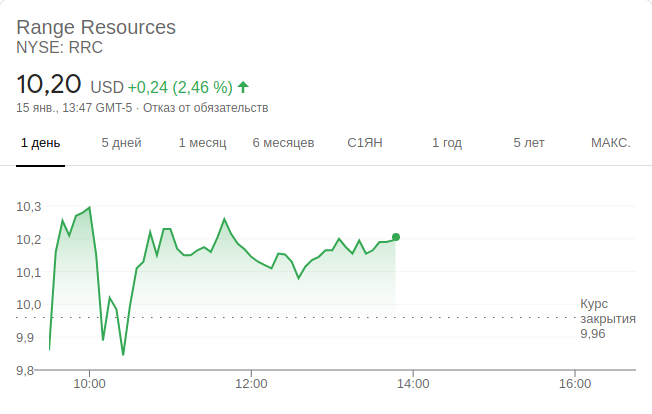 Range Resources
NYSE: RRC
10,20 USD +0,24 (2,46 %)
15 янв., 13:47 GMT-5 · Отказ от обязательств
1 день 5 дней 1 месяц 6 месяцев С1ЯН 1 год 5 лет МАКС.
10,3
10,2
10,1
10,0
Курс
закрытия
9,96
9,9
9,8
10:00 12:00 14:00 16:00